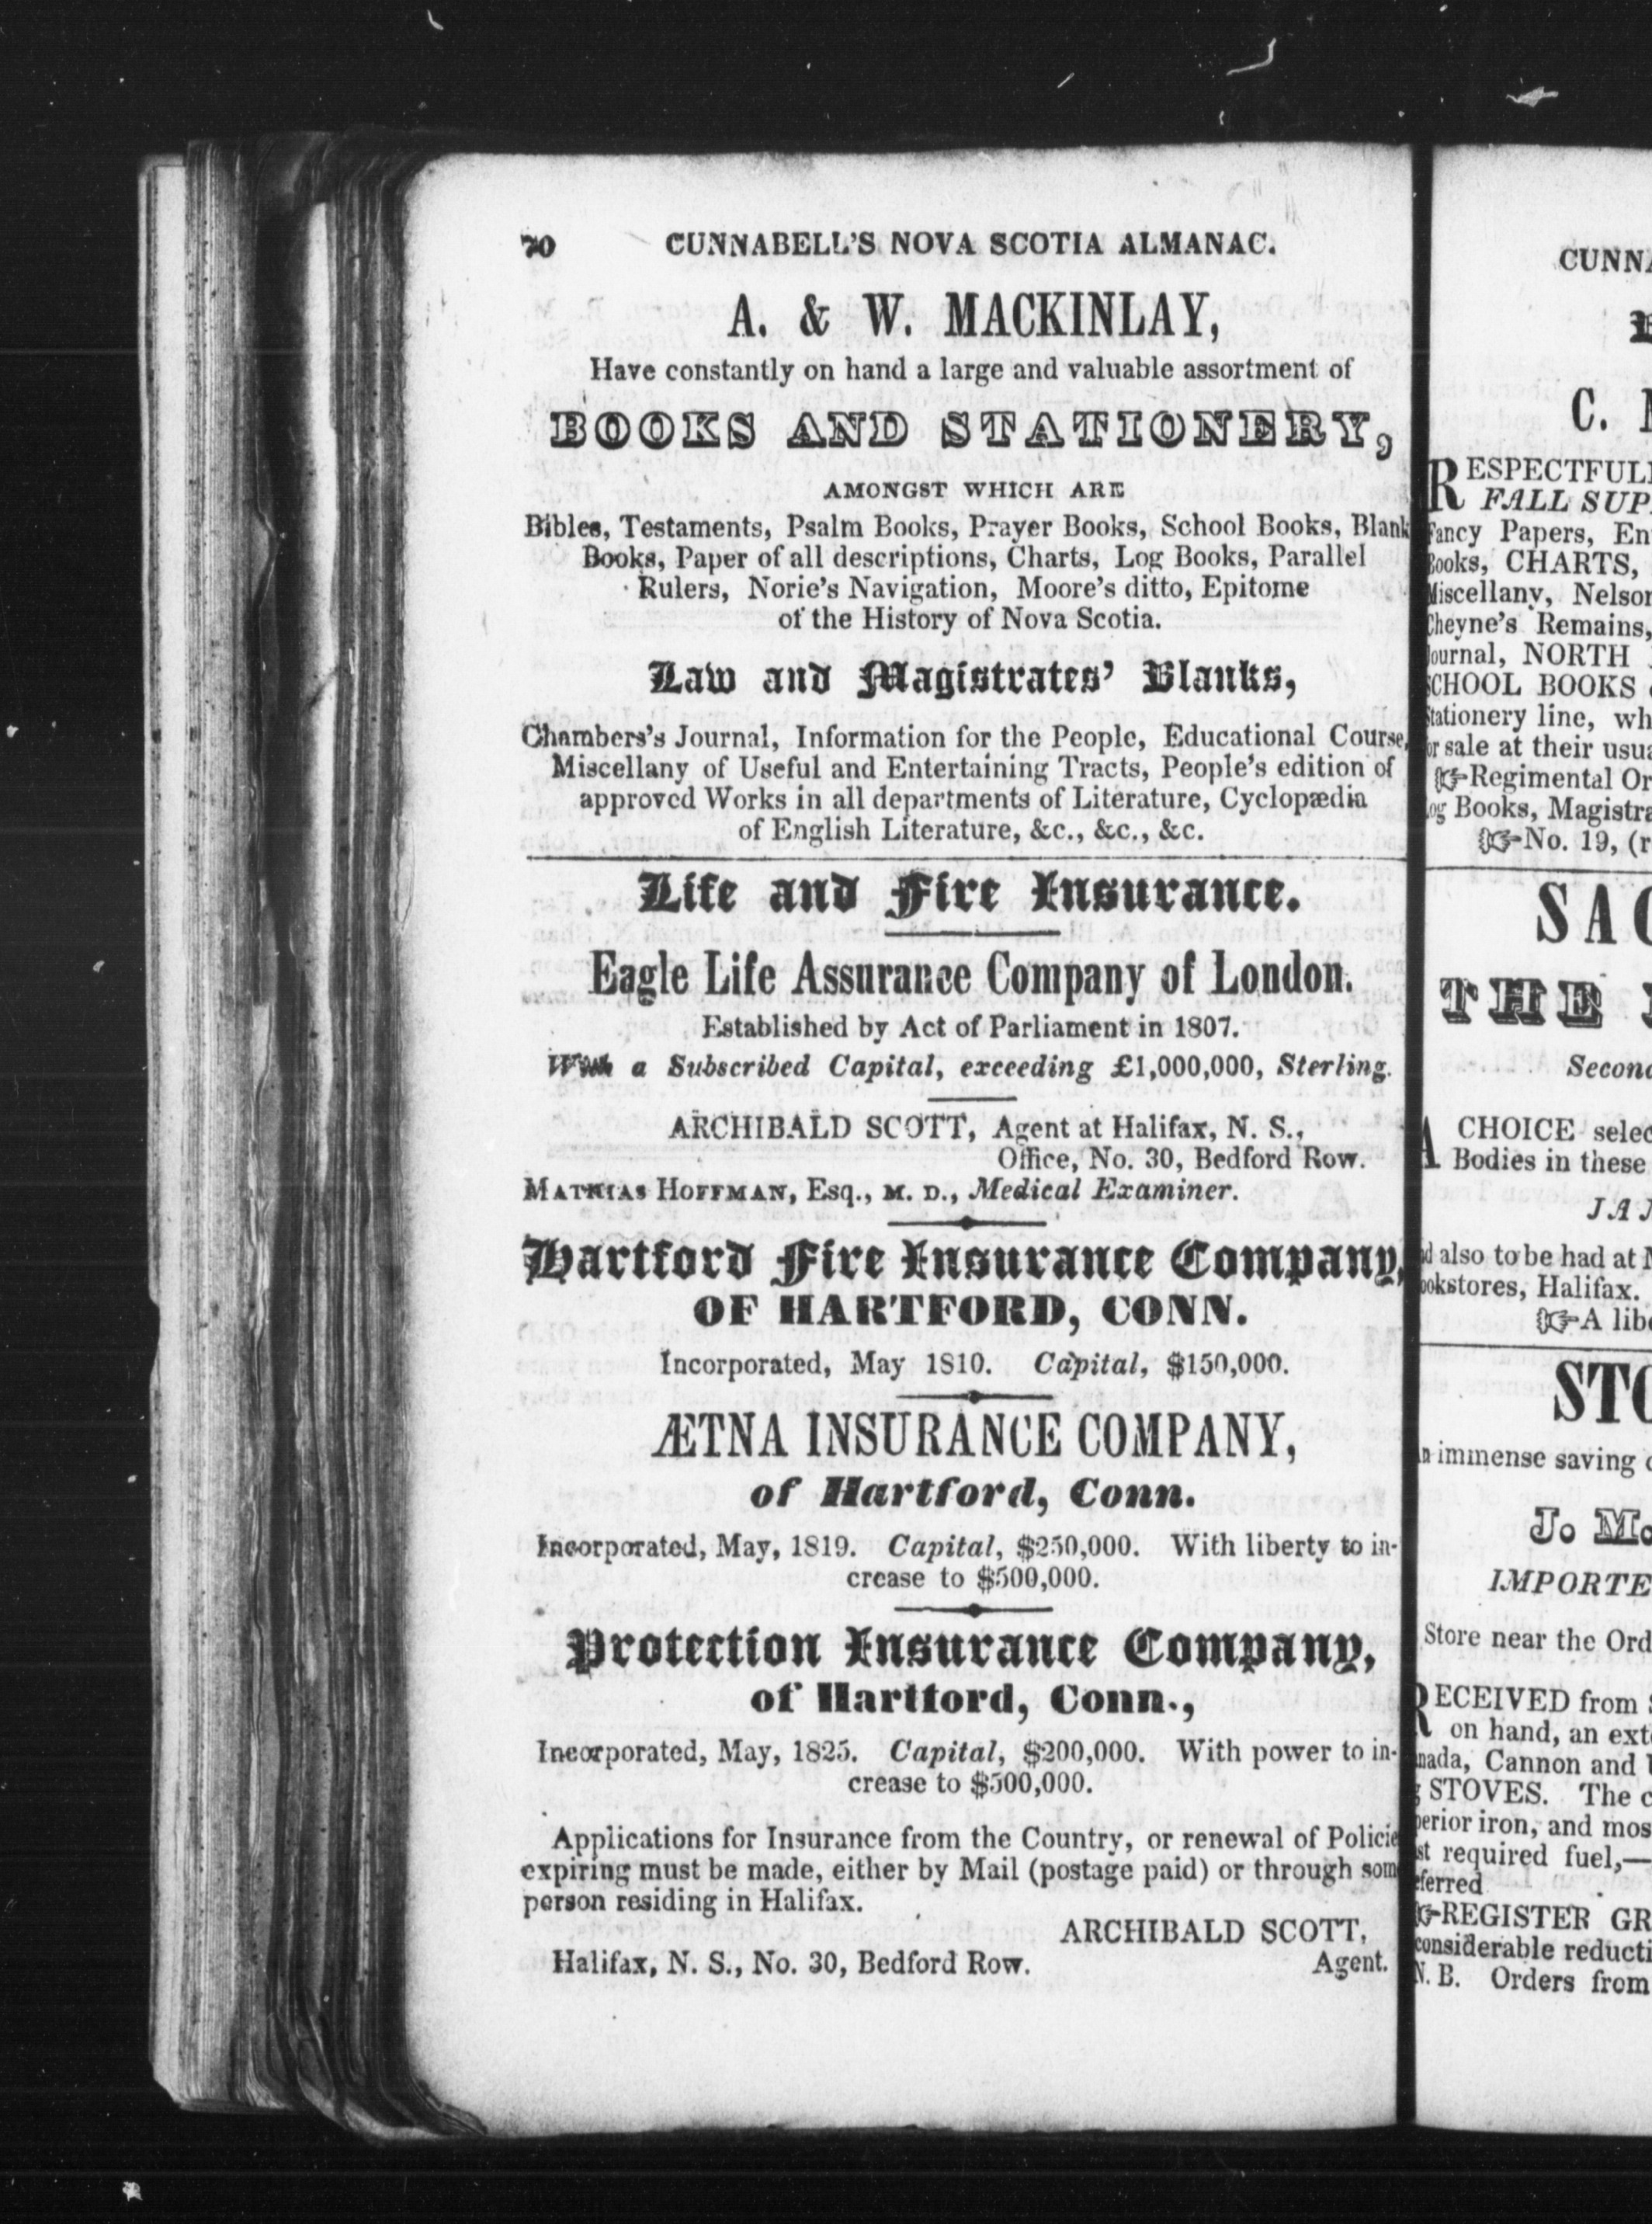 70 CUNNABELL'S NOVA SCOTIA ALMANAC.
A. & W. MACKINLAY,
Have constantly on hand a large and valuable assortment of
BOOKS AND STATIONERY,
AMONGST WHICH ARE
Bibles, Testaments, Psalm Books, Prayer Books, School Books, Blank
Books, Paper of all descriptions, Charts, Log Books, Parallel
Rulers, Norie's Navigation, Moore's ditto, Epitome
of the History of Nova Scotia.
Law and Magistrates' Blanks,
Chambers's Journal, Information for the People, Educational Course,
Miscellany of Useful and Entertaining Tracts, People's edition of
approved Works in all departments of Literature, Cyclopædia
of English Literature, &c., &c., &c.
Life and Fire Insurance.
Eagle Life Assurance Company of London.
Established by Act of Parliament in 1807.
With a Subscribed Capital, exceeding £1,000,000, Sterling.
ARCHIBALD SCOTT, Agent at Halifax, N. S.,
Office, No. 30, Bedford Row.
MATHIAS HOFFMAN, Esq., M. D., Medical Examiner.
Hartford Fire Insurance Company,
OF HARTFORD, CONN.
Incorporated, May 1810. Capital, $150,000.
ÆTNA INSURANCE COMPANY,
of Hartford, Conn.
Incorporated, May, 1819. Capital, $250,000. With liberty to in-
crease to $500,000.
Protection Insurance Company,
of Hartford, Conn.,
Incorporated, May, 1825. Capital, $200,000. With power to in-
crease to $500,000.
Applications for Insurance from the Country, or renewal of Policie
expiring must be made, either by Mail (postage paid) or through som
person residing in Halifax.
ARCHIBALD SCOTT,
Halifax, N. S., No. 30, Bedford Row. Agent.
CUNNA
C.
RESPECTFULL
FALL SUP
Fancy Papers, En
Books, CHARTS,
Miscellany, Nelson
Cheyne's Remains,
Journal, NORTH
SCHOOL BOOKS
Stationery line, wh
or sale at their usua
Regimental Or
Log Books, Magistra
No. 19, (r
SAC
THE
Second
A CHOICE selec
Bodies in these
JA
also to be had at
ookstores, Halifax.
A libe
STO
immense saving
J. M.
IMPORTE
Store near the Ord
RECEIVED from
on hand, an exte
nada, Cannon and
STOVES. The c
perior iron, and mos
st required fuel,—
eferred
REGISTER GR
considerable reducti
N. B. Orders from